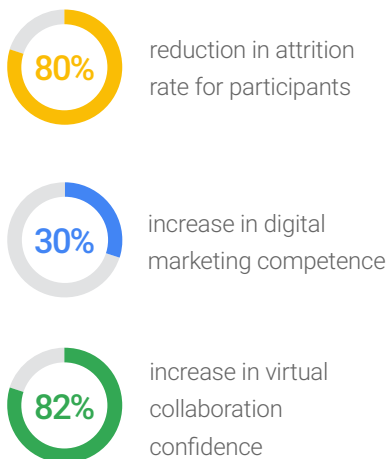 80%
reduction in attrition
rate for participants
30%
increase in digital
marketing competence
82%
increase in virtual
collaboration
confidence